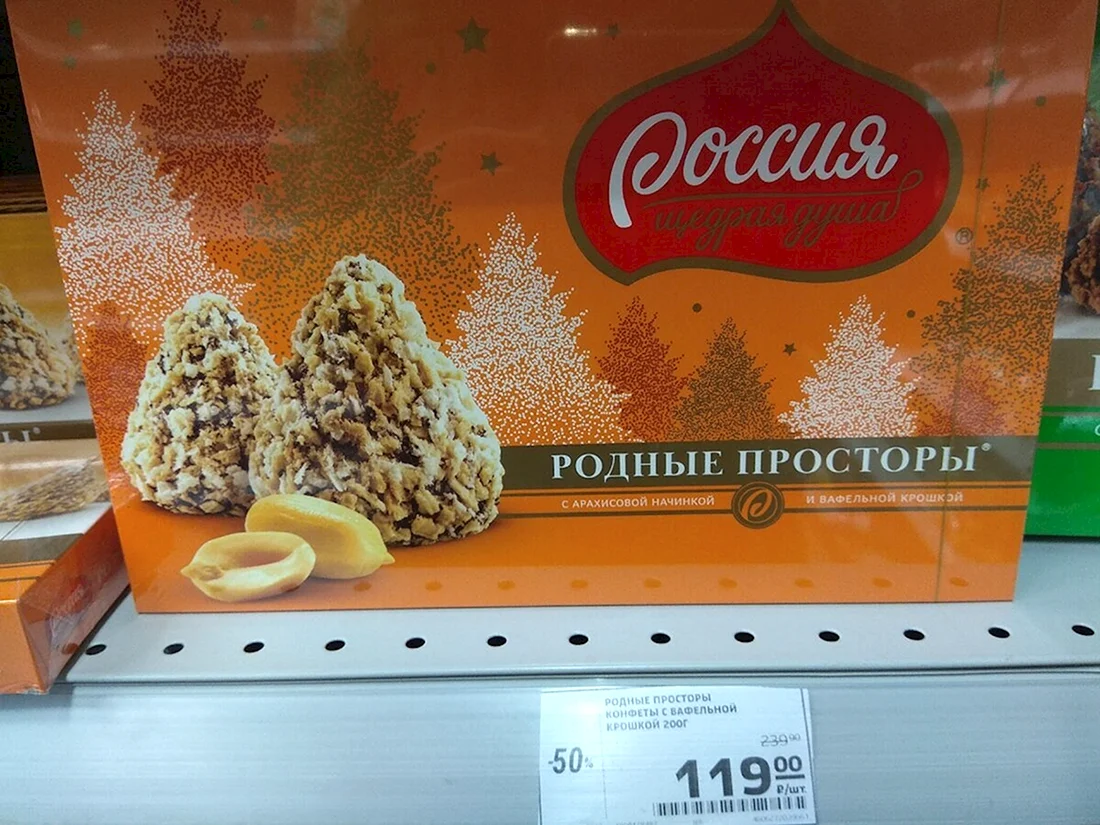 Россия
щедрая душа
®
РОДНЫЕ ПРОСТОРЫ®
С АРАХИСОВОЙ НАЧИНКОЙ И ВАФЕЛЬНОЙ КРОШКОЙ
РОДНЫЕ ПРОСТОРЫ
КОНФЕТЫ С ВАФЕЛЬНОЙ
КРОШКОЙ 200Г
239 90
-50%
119 00
₽/шт.